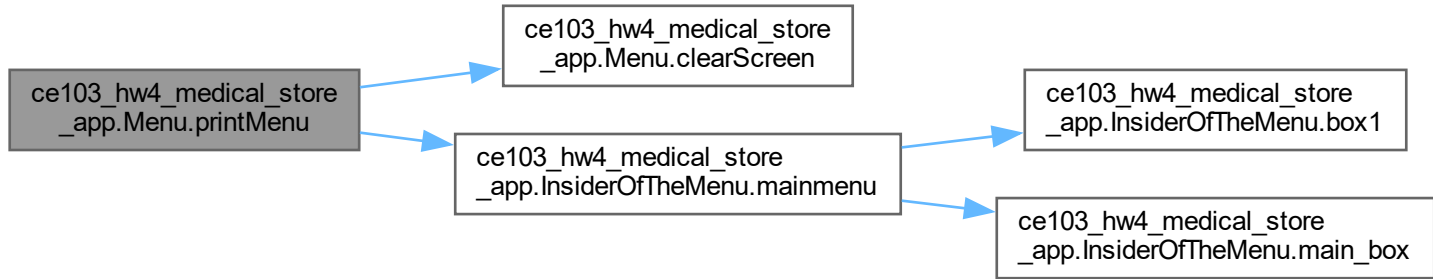 ce103_hw4_medical_store
_app.Menu.printMenu
ce103_hw4_medical_store
_app.Menu.clearScreen
ce103_hw4_medical_store
_app.InsiderOfTheMenu.mainmenu
ce103_hw4_medical_store
_app.InsiderOfTheMenu.box1
ce103_hw4_medical_store
_app.InsiderOfTheMenu.main_box